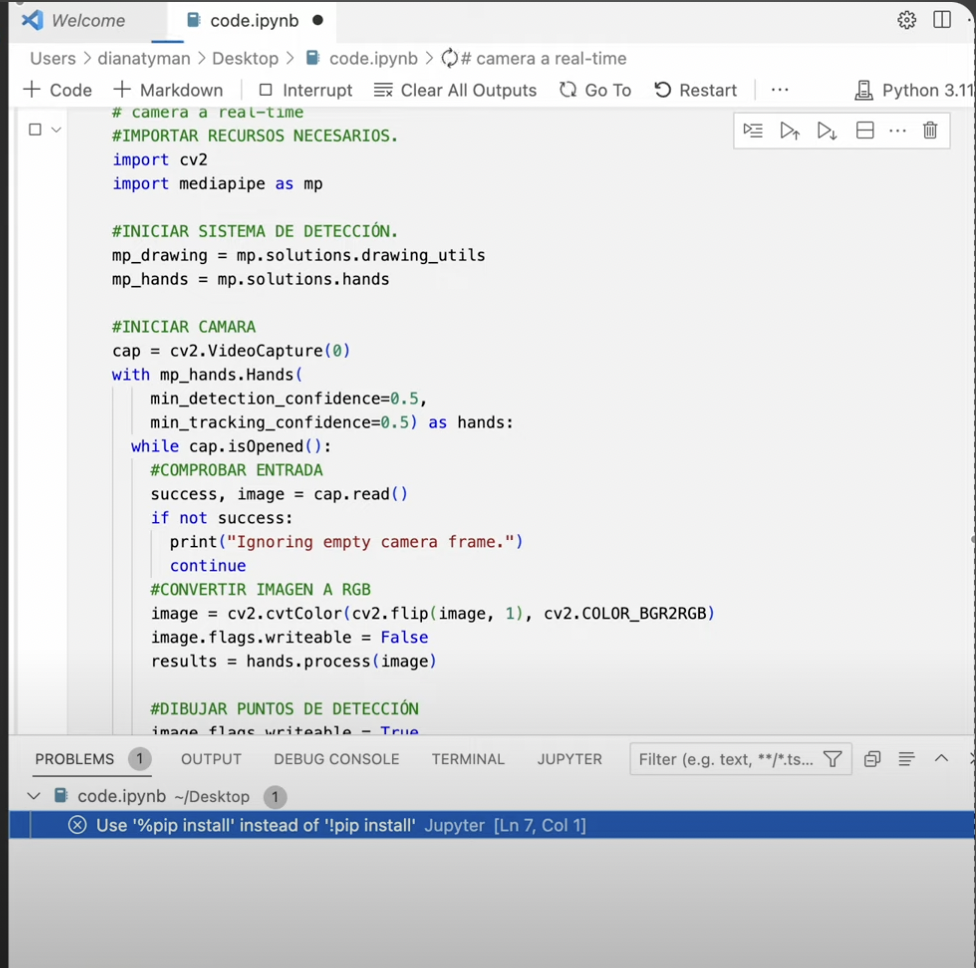 Welcome
code.ipynb
Users > dianatyman > Desktop > code.ipynb > # camera a real-time
+ Code + Markdown Interrupt Clear All Outputs Go To Restart ... Python 3.11
# camera a real-time
#IMPORTAR RECURSOS NECESARIOS.
import cv2
import mediapipe as mp
#INICIAR SISTEMA DE DETECCIÓN.
mp_drawing = mp.solutions.drawing_utils
mp_hands = mp.solutions.hands
#INICIAR CAMARA
cap = cv2.VideoCapture(0)
with mp_hands.Hands(
min_detection_confidence=0.5,
min_tracking_confidence=0.5) as hands:
while cap.isOpened():
#COMPROBAR ENTRADA
success, image = cap.read()
if not success:
print("Ignoring empty camera frame.")
continue
#CONVERTIR IMAGEN A RGB
image = cv2.cvtColor(cv2.flip(image, 1), cv2.COLOR_BGR2RGB)
image.flags.writeable = False
results = hands.process(image)
#DIBUJAR PUNTOS DE DETECCIÓN
image.flags.writeable = True
PROBLEMS 1 OUTPUT DEBUG CONSOLE TERMINAL JUPYTER Filter (e.g. text, **/*.ts...
code.ipynb ~/Desktop 1
Use '%pip install' instead of '!pip install' Jupyter [Ln 7, Col 1]